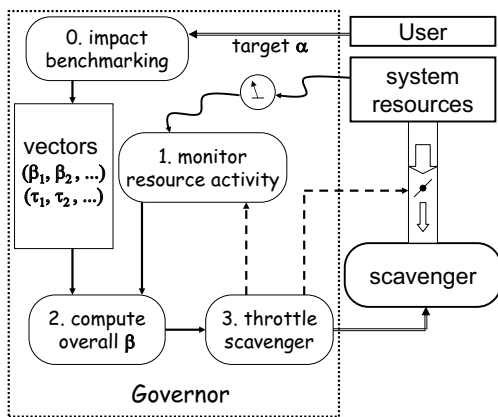 0. impact
benchmarking
target α
User
system
resources
vectors
(β1, β2, ...)
(τ1, τ2, ...)
1. monitor
resource activity
scavenger
2. compute
overall β
3. throttle
scavenger
Governor